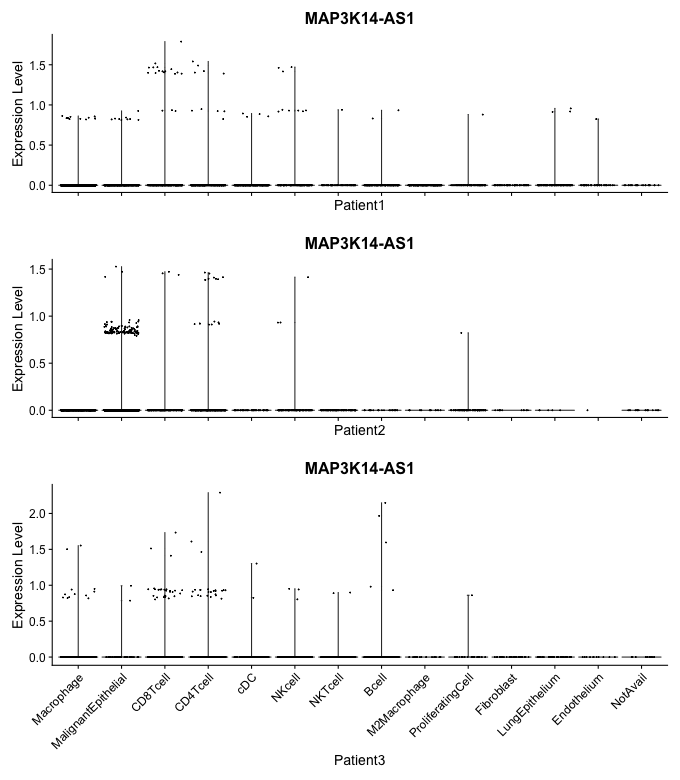 MAP3K14-AS1
Expression Level
1.5
1.0
0.5
0.0
Patient1
MAP3K14-AS1
Expression Level
1.5
1.0
0.5
0.0
Patient2
MAP3K14-AS1
Expression Level
2.0
1.5
1.0
0.5
0.0
Macrophage
MalignantEpithelial
CD8Tcell
CD4Tcell
cDC
NKcell
NKTcell
Bcell
M2Macrophage
ProliferatingCell
Fibroblast
LungEpithelium
Endothelium
NotAvail
Patient3